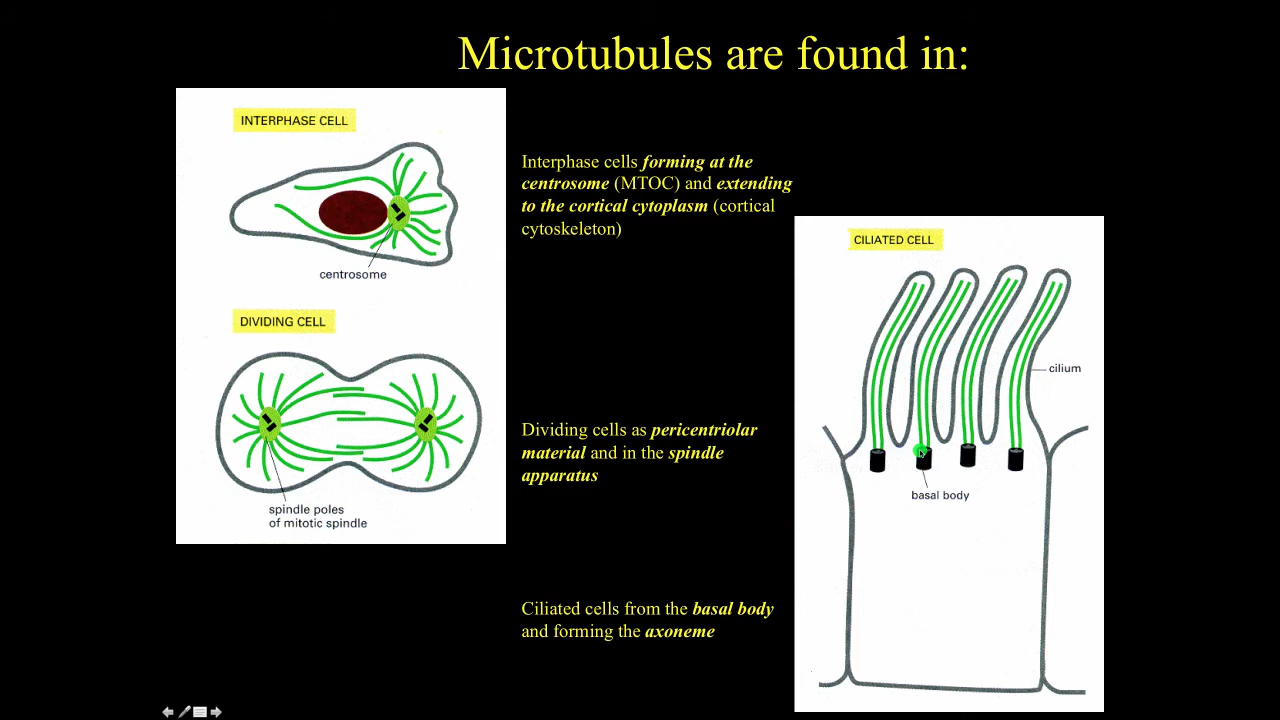 Microtubules are found in:
INTERPHASE CELL
centrosome
DIVIDING CELL
spindle poles
of mitotic spindle
Interphase cells forming at the
centrosome (MTOC) and extending
to the cortical cytoplasm (cortical
cytoskeleton)
Dividing cells as pericentriolar
material and in the spindle
apparatus
Ciliated cells from the basal body
and forming the axoneme
CILIATED CELL
cilium
basal body